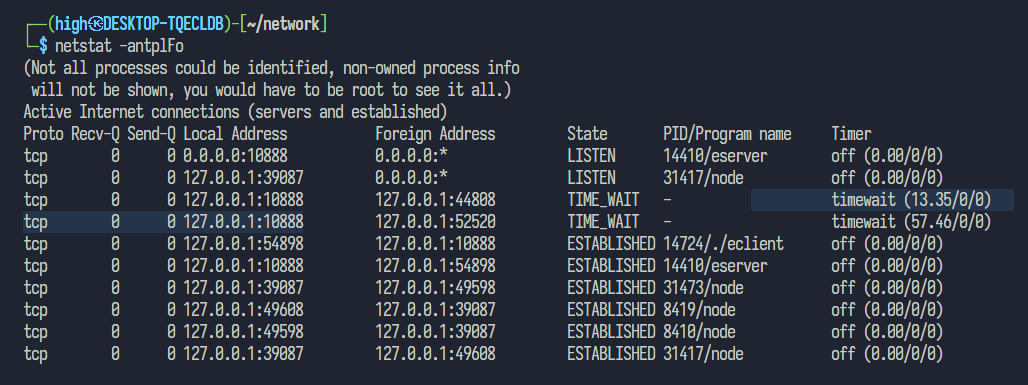 ┌──(high㉿DESKTOP-TQECLDB)-[~/network]
└─$ netstat -antplFo
(Not all processes could be identified, non-owned process info
 will not be shown, you would have to be root to see it all.)
Active Internet connections (servers and established)
Proto Recv-Q Send-Q Local Address           Foreign Address         State       PID/Program name     Timer
tcp        0      0 0.0.0.0:10888           0.0.0.0:*               LISTEN      14410/eserver        off (0.00/0/0)
tcp        0      0 127.0.0.1:39087         0.0.0.0:*               LISTEN      31417/node           off (0.00/0/0)
tcp        0      0 127.0.0.1:10888         127.0.0.1:44808         TIME_WAIT   -                    timewait (13.35/0/0)
tcp        0      0 127.0.0.1:10888         127.0.0.1:52520         TIME_WAIT   -                    timewait (57.46/0/0)
tcp        0      0 127.0.0.1:54898         127.0.0.1:10888         ESTABLISHED 14724/./eclient      off (0.00/0/0)
tcp        0      0 127.0.0.1:10888         127.0.0.1:54898         ESTABLISHED 14410/eserver        off (0.00/0/0)
tcp        0      0 127.0.0.1:39087         127.0.0.1:49598         ESTABLISHED 31473/node           off (0.00/0/0)
tcp        0      0 127.0.0.1:49608         127.0.0.1:39087         ESTABLISHED 8419/node            off (0.00/0/0)
tcp        0      0 127.0.0.1:49598         127.0.0.1:39087         ESTABLISHED 8410/node            off (0.00/0/0)
tcp        0      0 127.0.0.1:39087         127.0.0.1:49608         ESTABLISHED 31417/node           off (0.00/0/0)